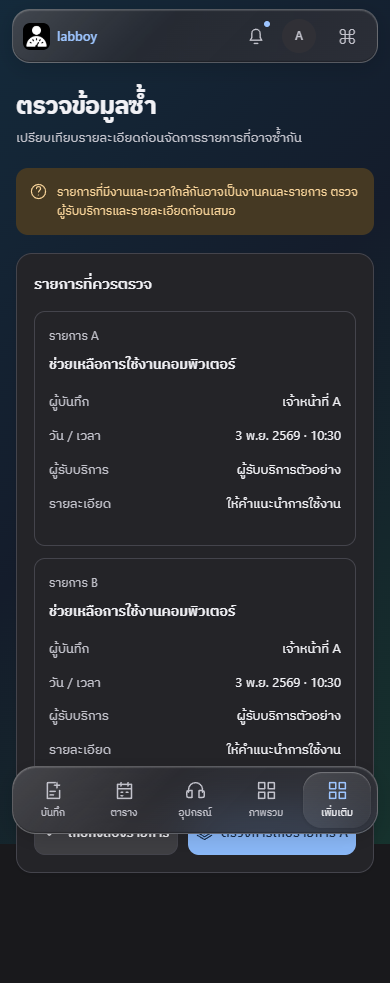 labboy
A
ตรวจข้อมูลซ้ำ
เปรียบเทียบรายละเอียดก่อนจัดการรายการที่อาจซ้ำกัน
รายการที่มีงานและเวลาใกล้กันอาจเป็นงานคนละรายการ ตรวจ
ผู้รับบริการและรายละเอียดก่อนเสมอ
รายการที่ควรตรวจ
รายการ A
ช่วยเหลือการใช้งานคอมพิวเตอร์
ผู้บันทึก เจ้าหน้าที่ A
วัน / เวลา 3 พ.ย. 2569 · 10:30
ผู้รับบริการ ผู้รับบริการตัวอย่าง
รายละเอียด ให้คำแนะนำการใช้งาน
รายการ B
ช่วยเหลือการใช้งานคอมพิวเตอร์
ผู้บันทึก เจ้าหน้าที่ A
วัน / เวลา 3 พ.ย. 2569 · 10:30
ผู้รับบริการ ผู้รับบริการตัวอย่าง
รายละเอียด ให้คำแนะนำการใช้งาน
บันทึก ตาราง อุปกรณ์ ภาพรวม เพิ่มเติม